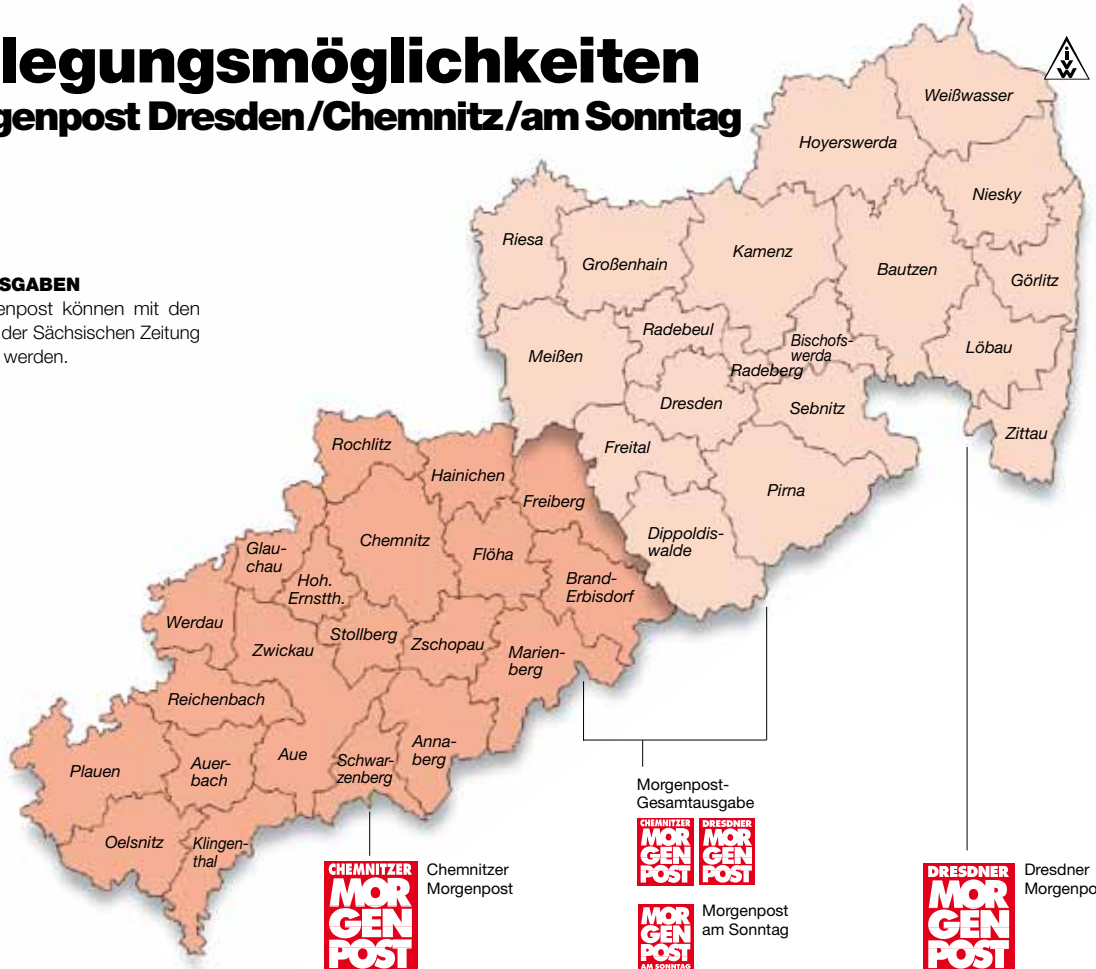 legungsmöglichkeiten
genpost Dresden/Chemnitz/am Sonntag
IVW
SGABEN
enpost können mit den
der Sächsischen Zeitung
werden.
Weißwasser
Hoyerswerda
Niesky
Riesa
Großenhain
Kamenz
Bautzen
Görlitz
Radebeul
Bischofs-
werda
Meißen
Löbau
Radeberg
Dresden
Sebnitz
Zittau
Freital
Pirna
Dippoldis-
walde
Rochlitz
Hainichen
Freiberg
Chemnitz
Flöha
Glau-
chau
Hoh.
Ernstth.
Brand-
Erbisdorf
Werdau
Zwickau
Stollberg
Zschopau
Marien-
berg
Reichenbach
Plauen
Auer-
bach
Aue
Schwar-
zenberg
Anna-
berg
Oelsnitz
Klingen-
thal
CHEMNITZER
MOR
GEN
POST
Chemnitzer
Morgenpost
Morgenpost-
Gesamtausgabe
CHEMNITZER
MOR
GEN
POST
DRESDNER
MOR
GEN
POST
MOR
GEN
POST
AM SONNTAG
Morgenpost
am Sonntag
DRESDNER
MOR
GEN
POST
Dresdner
Morgenpo